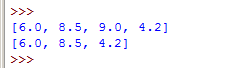 >>>
[6.0, 8.5, 9.0, 4.2]
[6.0, 8.5, 4.2]
>>>